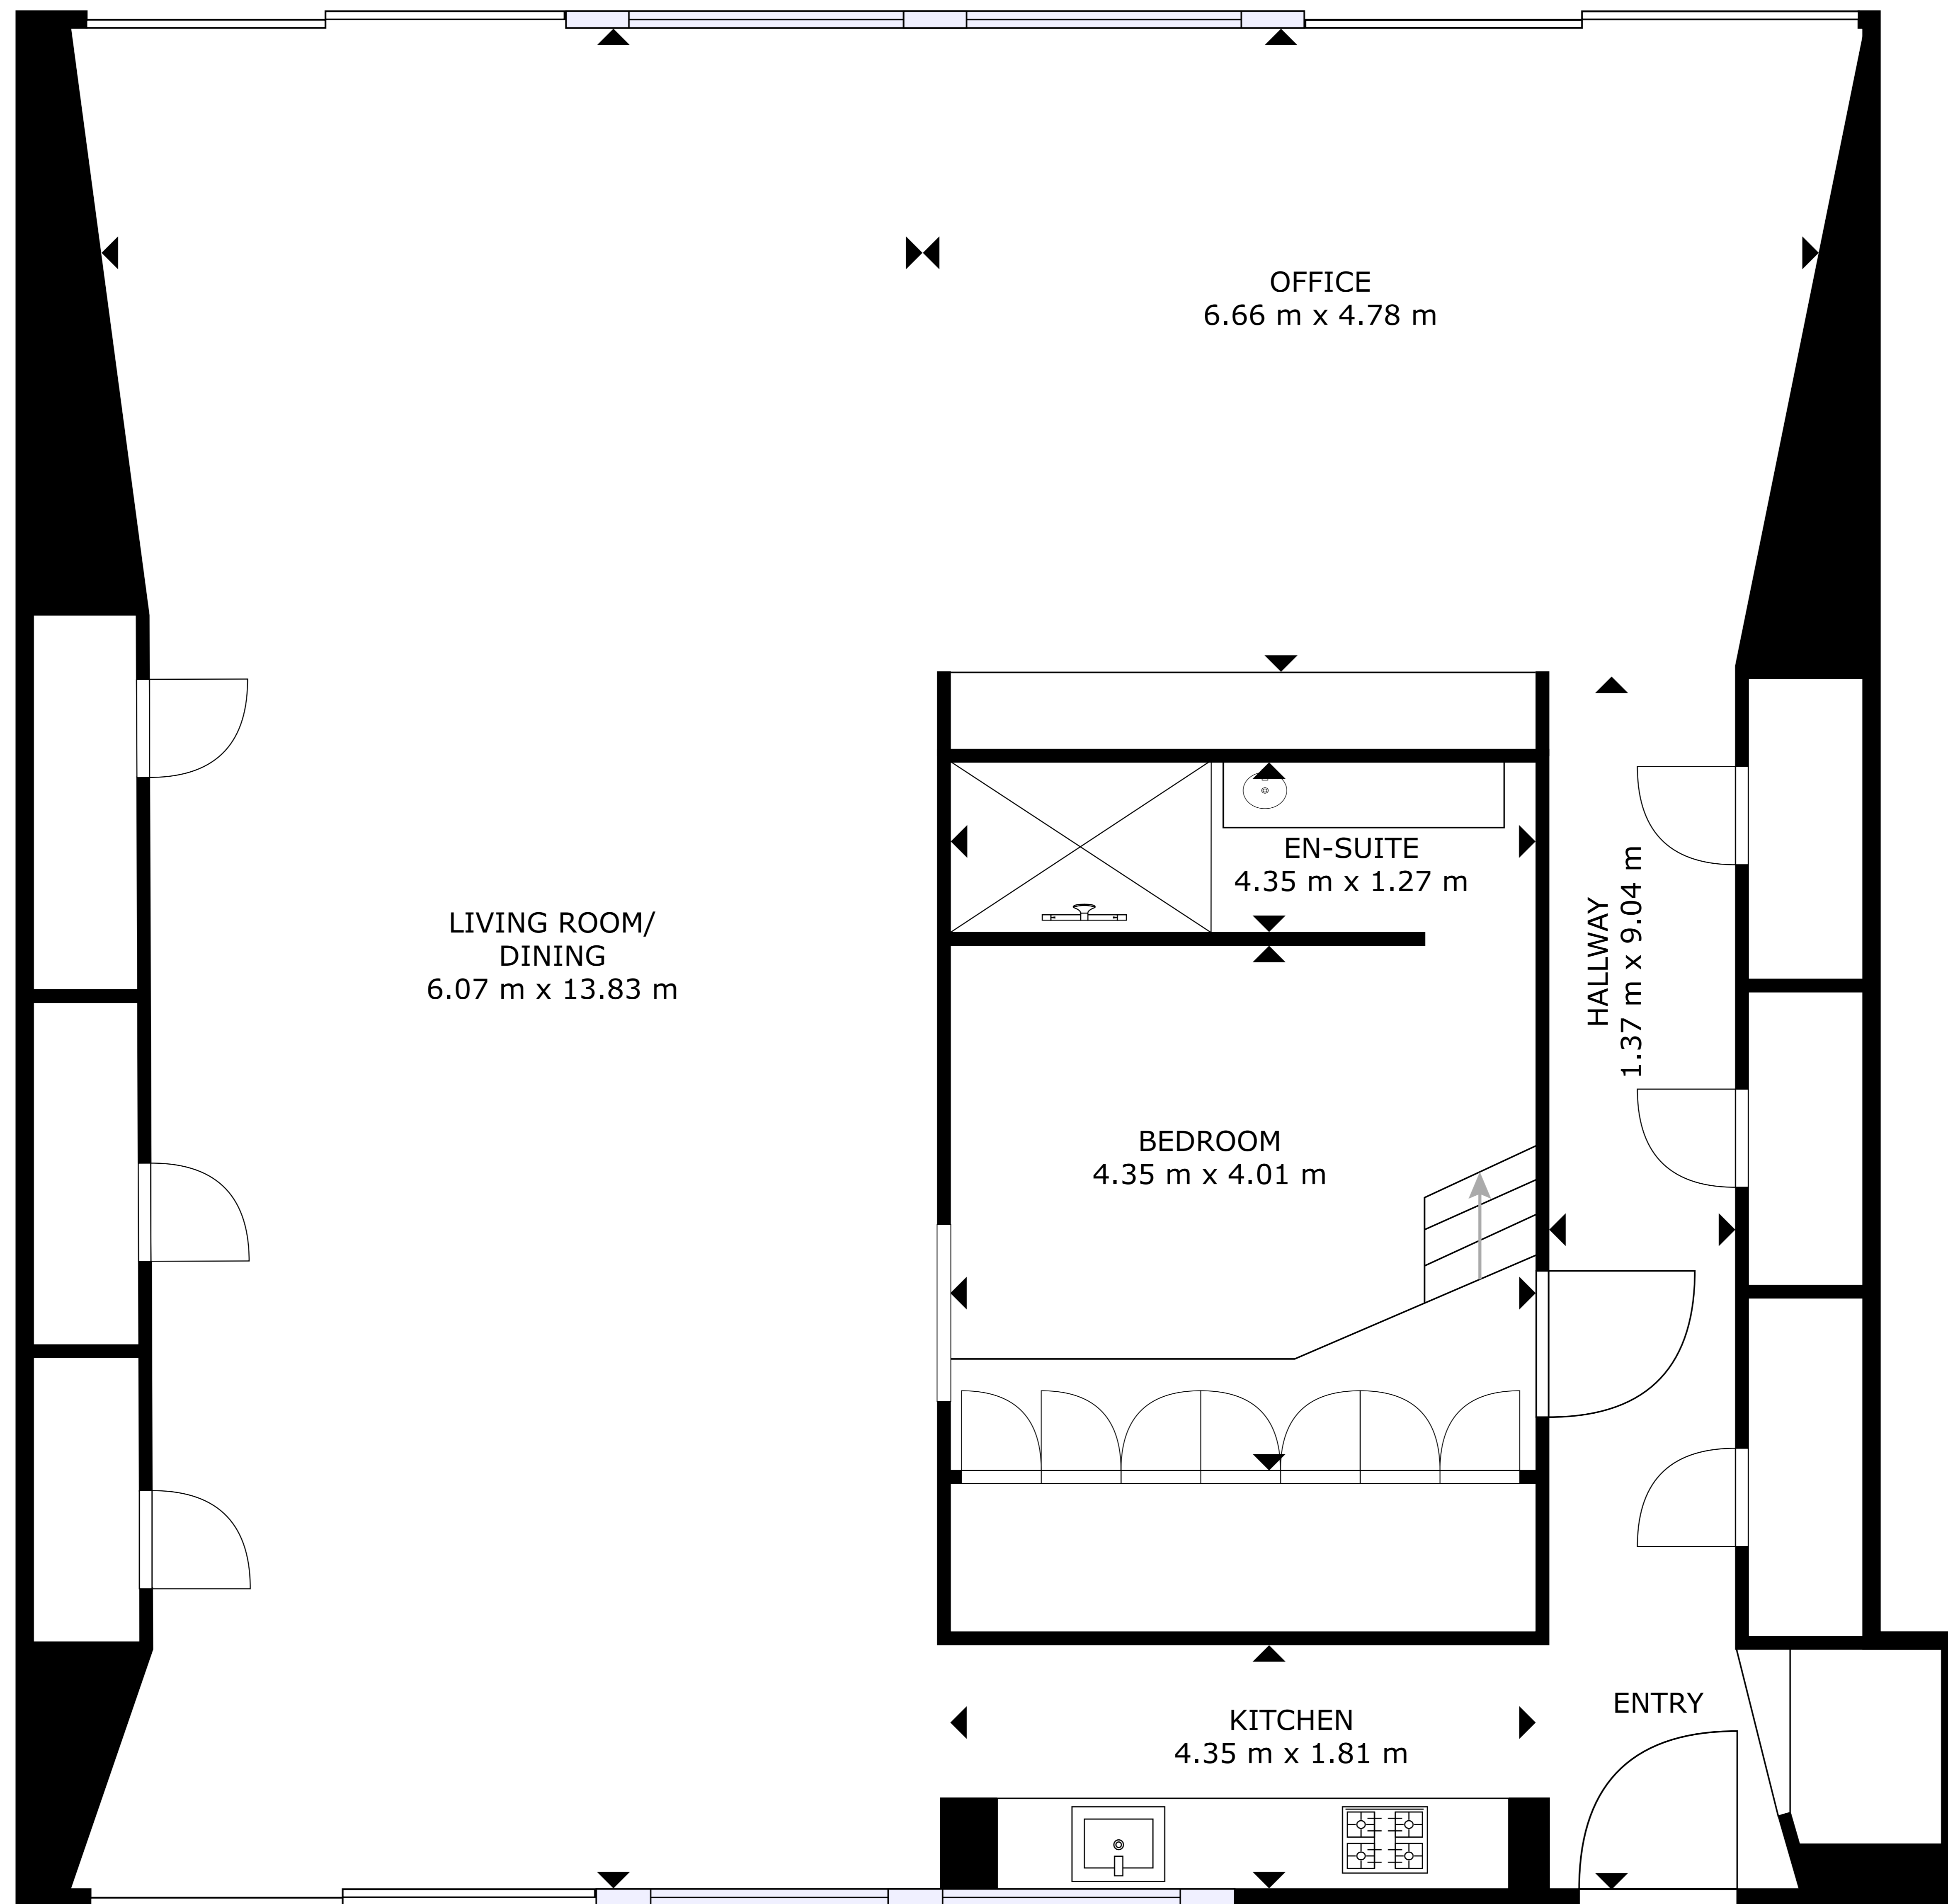 OFFICE
6.66 m x 4.78 m
EN-SUITE
4.35 m x 1.27 m
LIVING ROOM/
DINING
6.07 m x 13.83 m
HALLWAY
1.37 m x 9.04 m
BEDROOM
4.35 m x 4.01 m
ENTRY
KITCHEN
4.35 m x 1.81 m